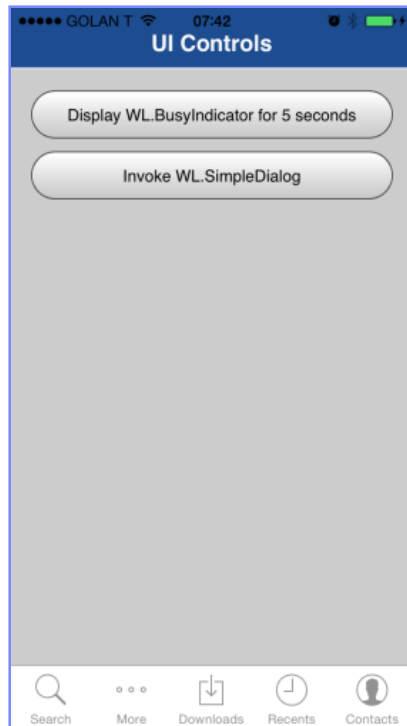 GOLAN T 07:42
UI Controls
Display WL.BusyIndicator for 5 seconds
Invoke WL.SimpleDialog
Search More Downloads Recents Contacts